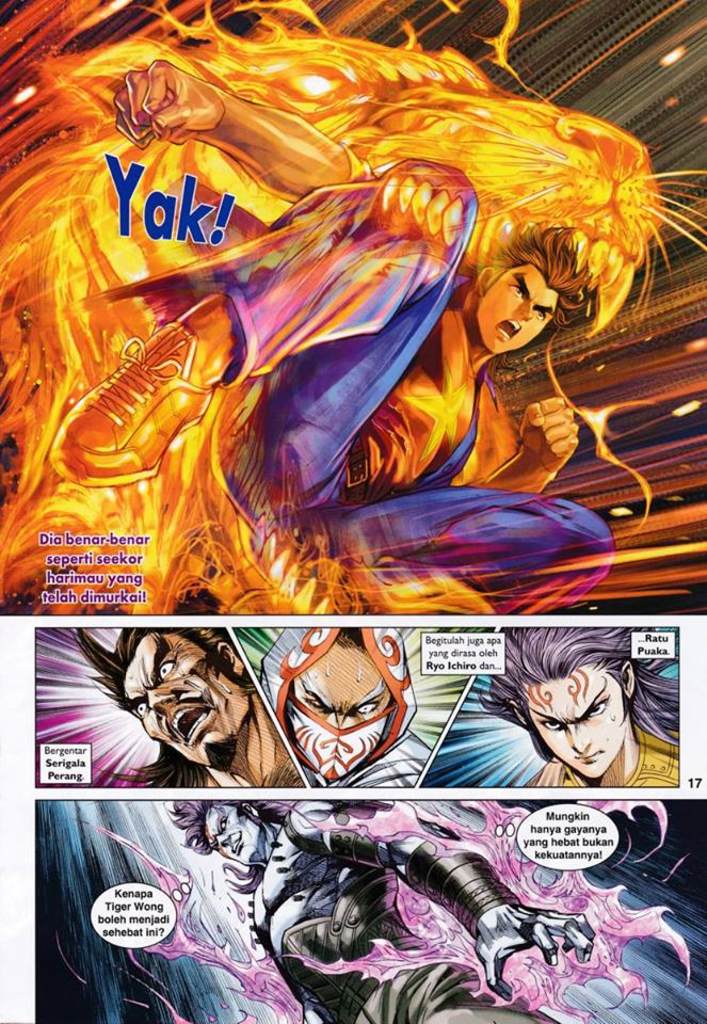 Yak!
Dia benar-benar
seperti seekor
harimau yang
telah dimurkai!
Bergentar
Serigala
Perang.
Begitulah juga apa
yang dirasa oleh
Ryo Ichiro dan...
...Ratu
Puaka.
17
Mungkin
hanya gayanya
yang hebat bukan
kekuatannya!
Kenapa
Tiger Wong
boleh menjadi
sehebat ini?